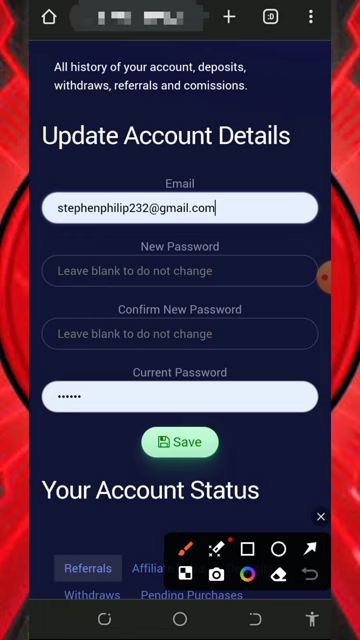 :D
All history of your account, deposits,
withdraws, referrals and comissions.
Update Account Details
Email
stephenphilip232@gmail.com
New Password
Leave blank to do not change
Confirm New Password
Leave blank to do not change
Current Password
••••••
Save
Your Account Status
Referrals
Withdraws Pending Purchases